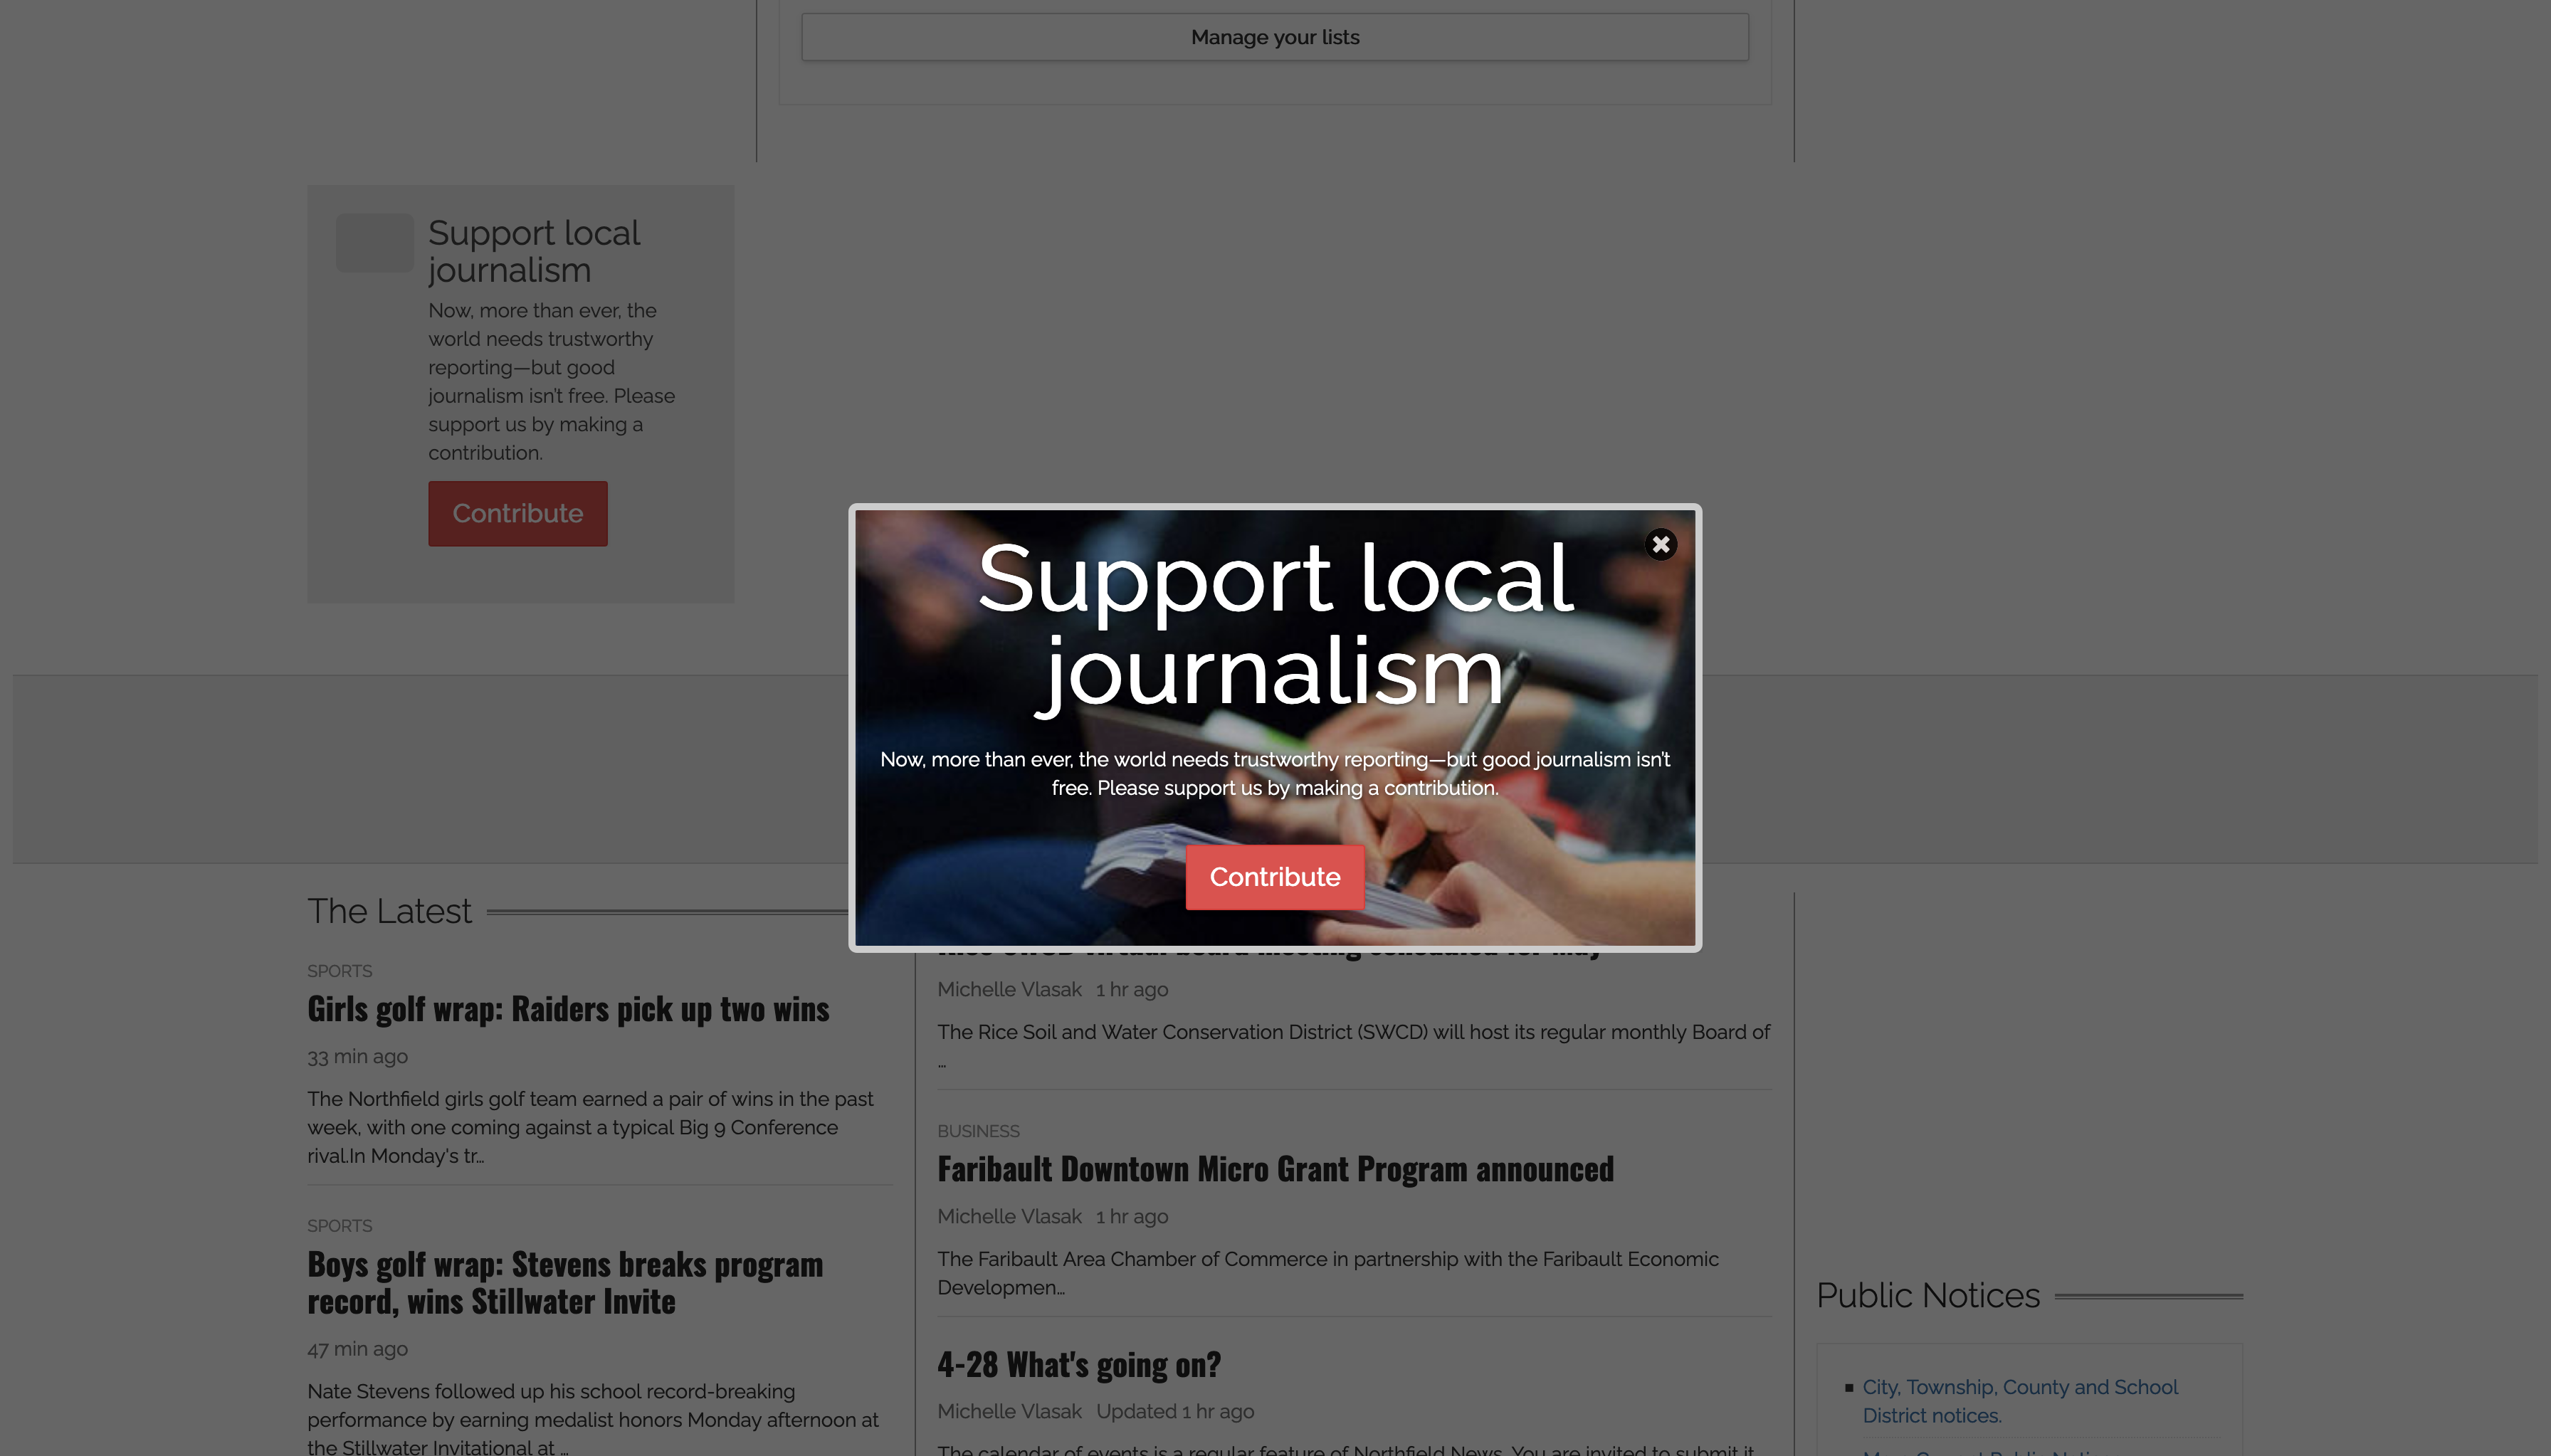 Manage your lists
Support local
journalism
Now, more than ever, the
world needs trustworthy
reporting—but good
journalism isn't free. Please
support us by making a
contribution.
Contribute
Support local
journalism
Now, more than ever, the world needs trustworthy reporting—but good journalism isn't
free. Please support us by making a contribution.
Contribute
The Latest
SPORTS
Girls golf wrap: Raiders pick up two wins
33 min ago
The Northfield girls golf team earned a pair of wins in the past
week, with one coming against a typical Big 9 Conference
rival.In Monday's tr…
SPORTS
Boys golf wrap: Stevens breaks program
record, wins Stillwater Invite
47 min ago
Nate Stevens followed up his school record-breaking
performance by earning medalist honors Monday afternoon at
the Stillwater Invitational at …
Michelle Vlasak 1 hr ago
The Rice Soil and Water Conservation District (SWCD) will host its regular monthly Board of
…
BUSINESS
Faribault Downtown Micro Grant Program announced
Michelle Vlasak 1 hr ago
The Faribault Area Chamber of Commerce in partnership with the Faribault Economic
Developmen…
4-28 What's going on?
Michelle Vlasak Updated 1 hr ago
The calendar of events is a regular feature of Northfield News. You are invited to submit it
Public Notices
City, Township, County and School
District notices.